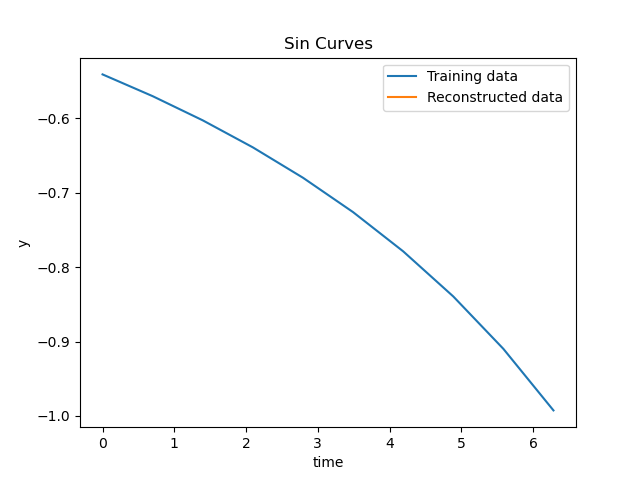 Sin Curves
Training data
Reconstructed data
−0.6
−0.7
−0.8
−0.9
−1.0
y
0 1 2 3 4 5 6
time